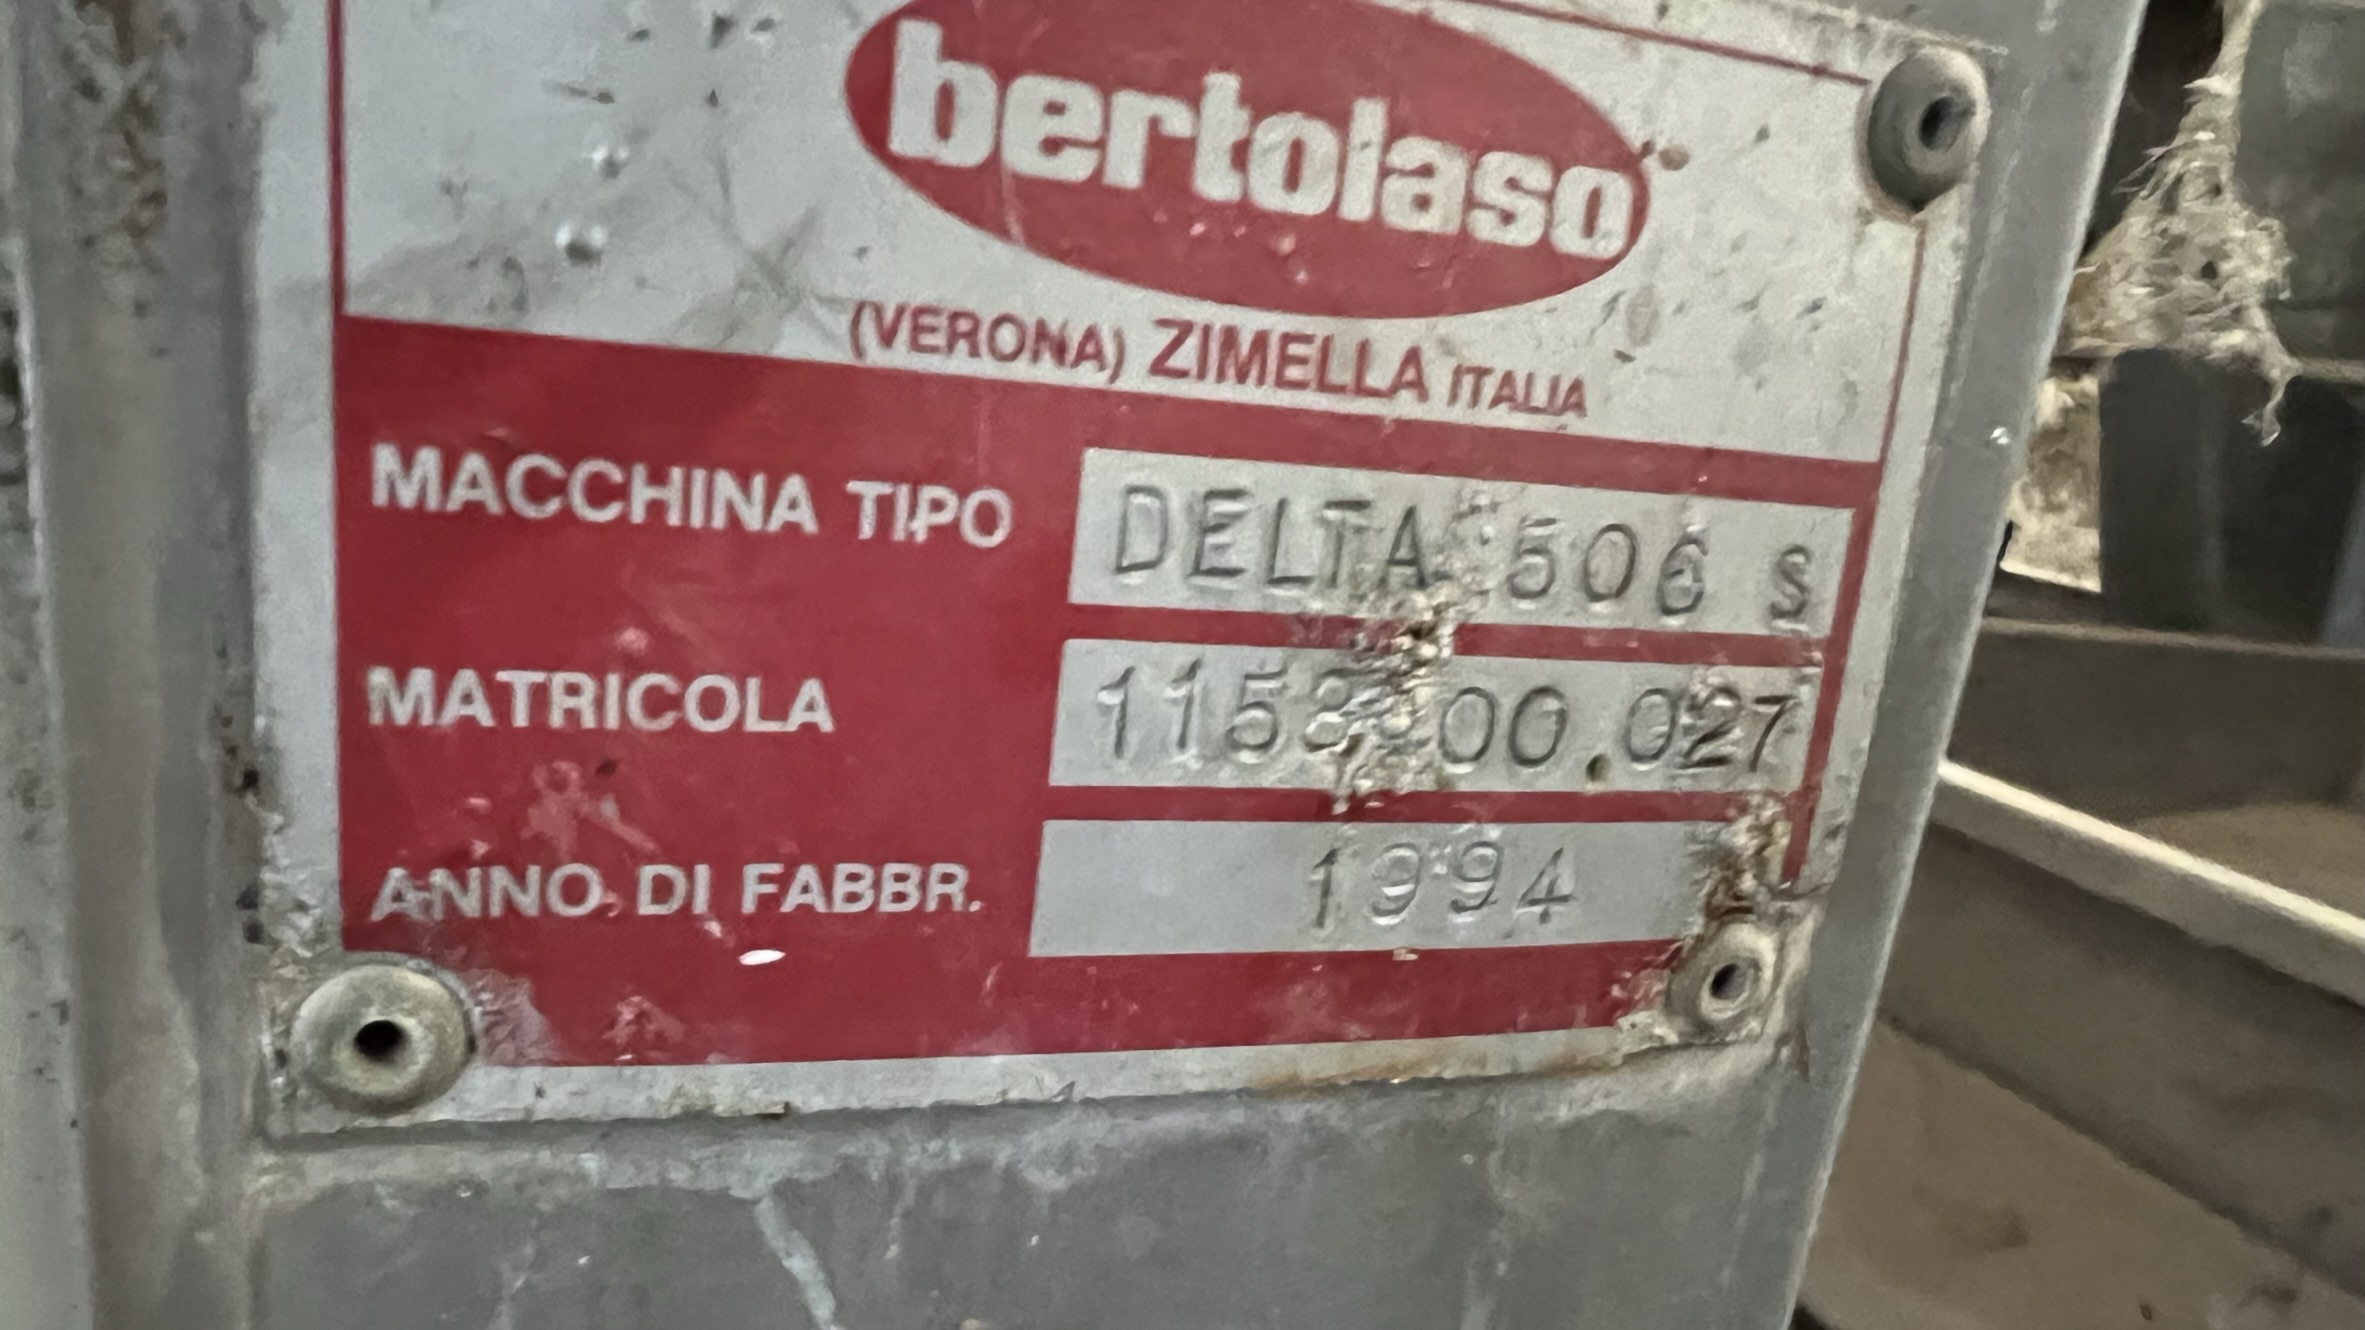 bertolaso
(VERONA) ZIMELLA ITALIA
MACCHINA TIPO DELTA 506 S
MATRICOLA
ANNO DI FABBR. 1994